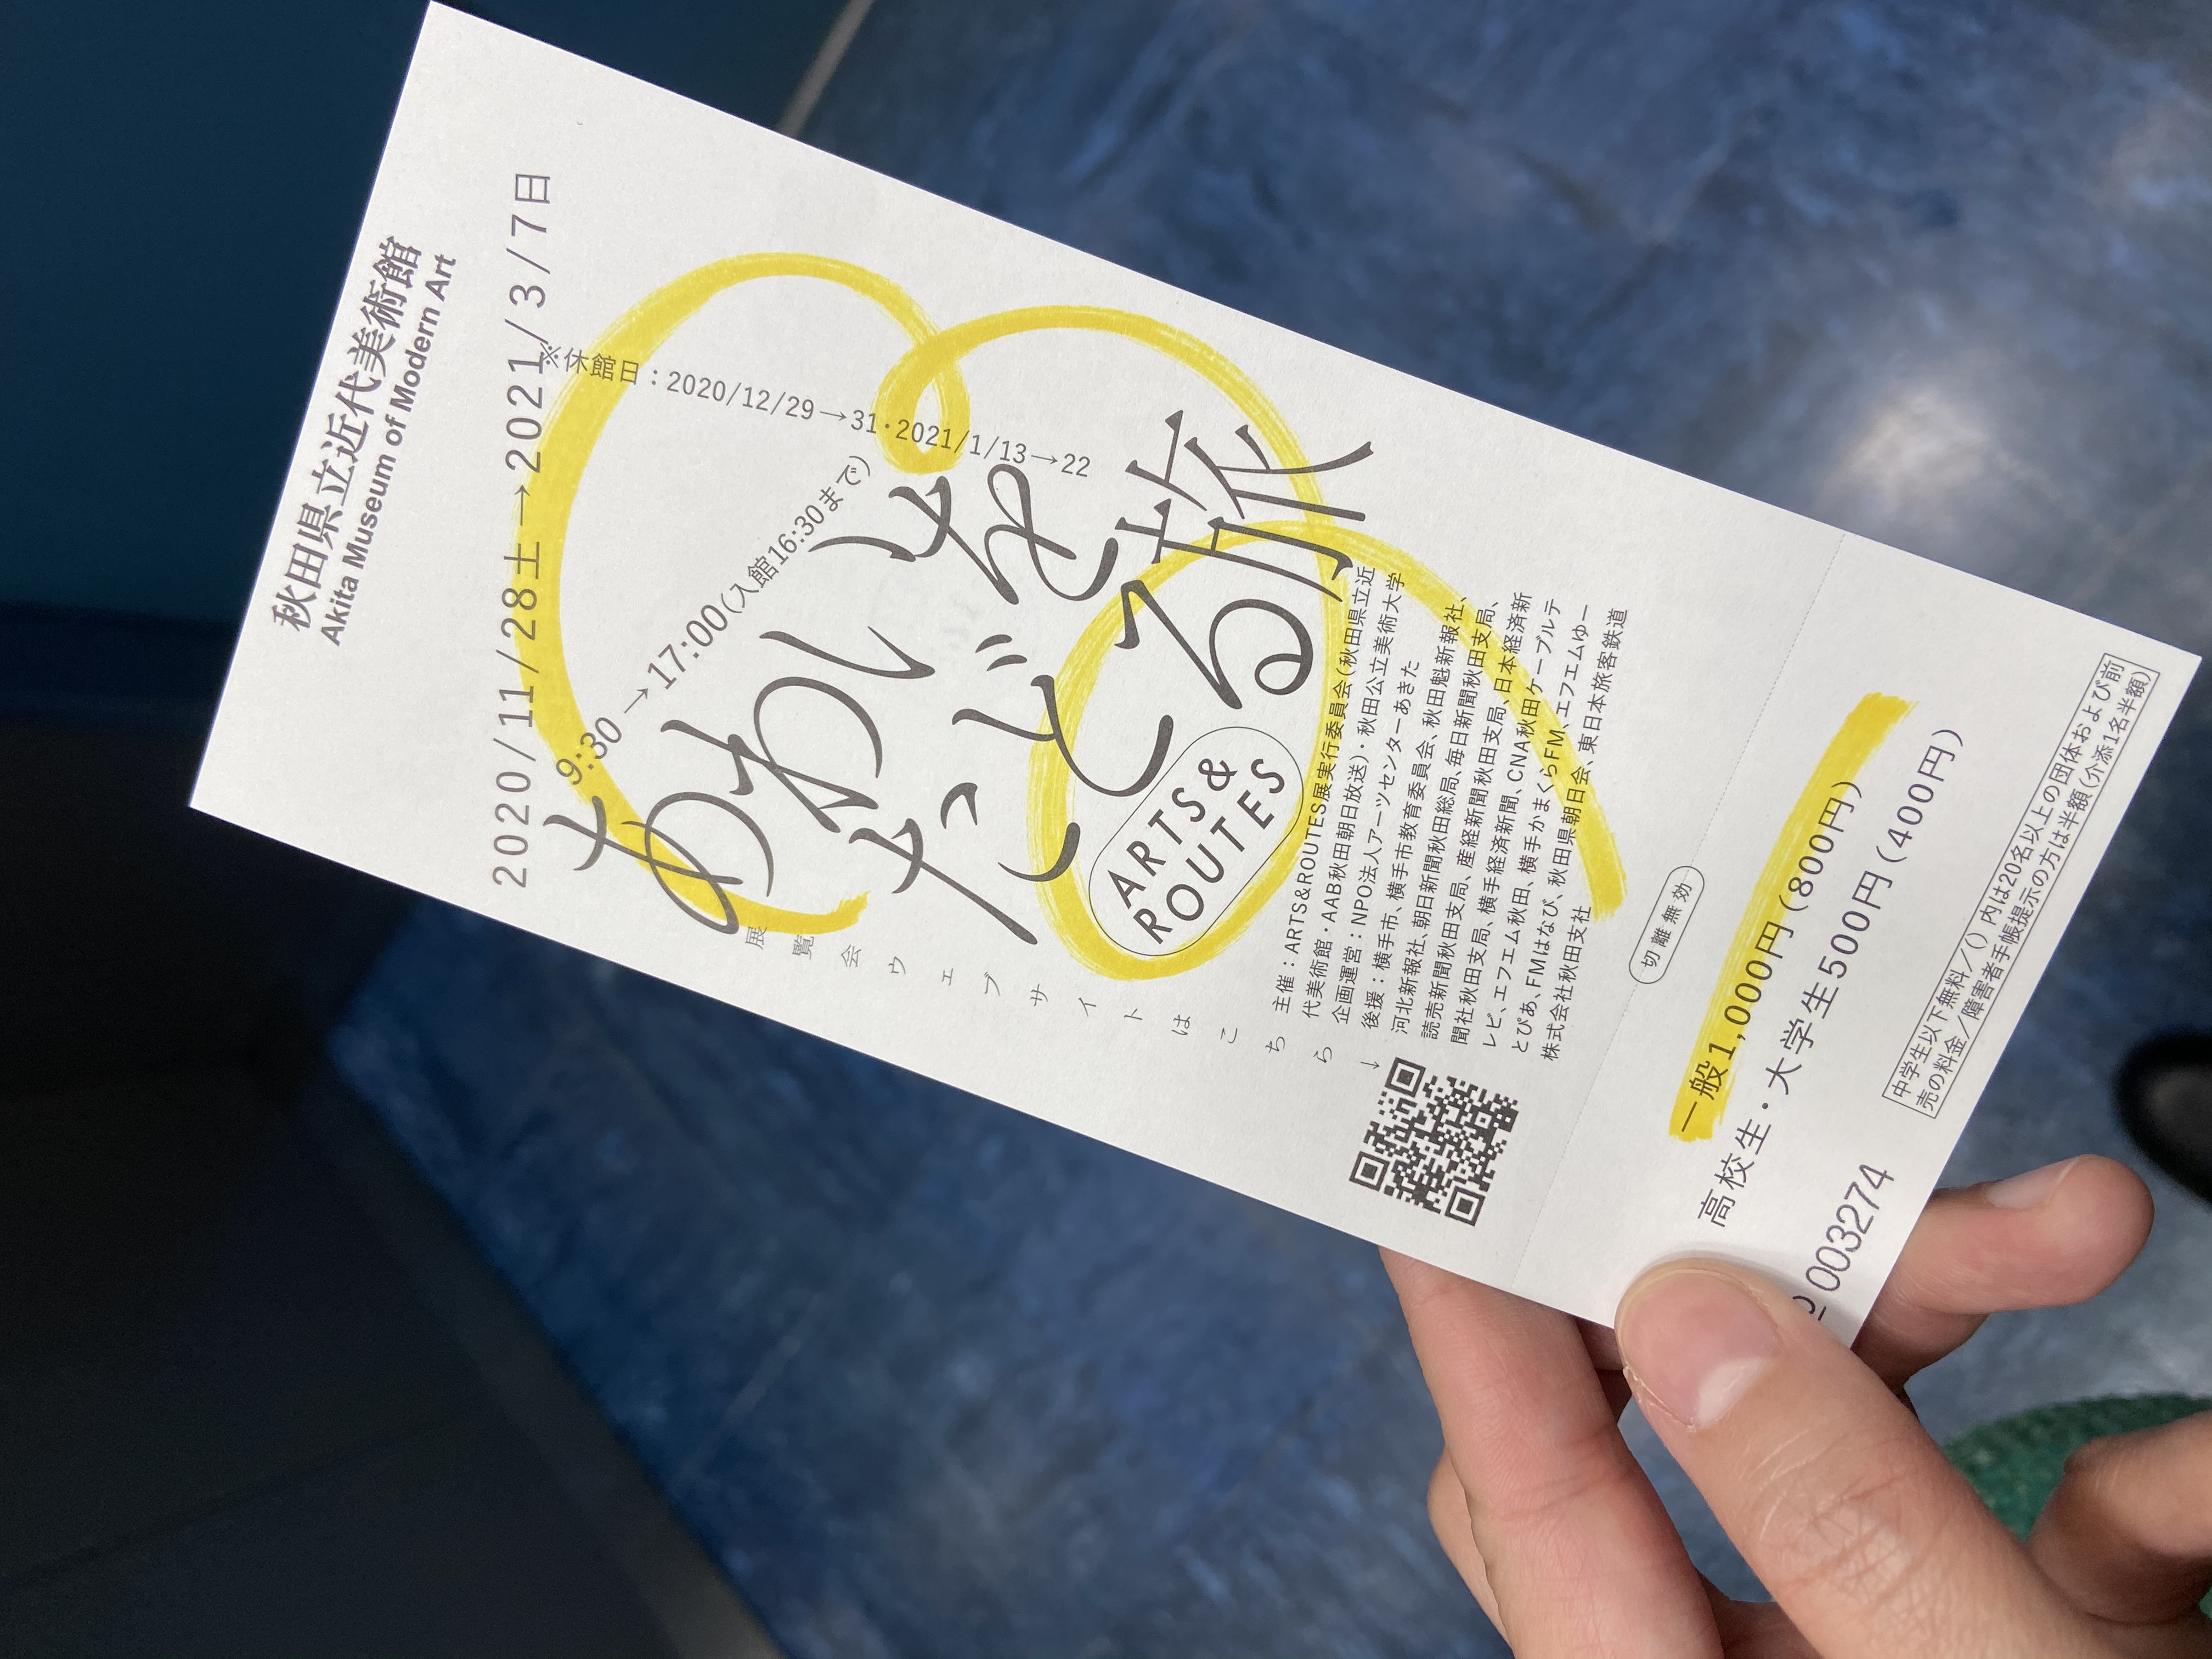 秋田県立近代美術館
Akita Museum of Modern Art
2020/11/28土→2021/3/7日
※休館日：2020/12/29→31・2021/1/13→22
9:30→17:00(入館16:30まで)
あわいを
たどる旅
ARTS&
ROUTES
展覧会ウェブサイトはこちら↓
主催：ARTS&ROUTES展実行委員会（秋田県立近
代美術館・AAB秋田朝日放送）・秋田公立美術大学
企画運営：NPO法人アーツセンターあきた
後援：横手市、横手市教育委員会、秋田魁新報社、
河北新報社、朝日新聞秋田総局、毎日新聞秋田支局、
読売新聞秋田支局、産経新聞秋田支局、日本経済新
聞社秋田支局、横手経済新聞、CNA秋田ケーブルテ
レビ、エフエム秋田、横手かまくらFM、エフエムゆー
とぴあ、FMはなび、秋田県朝日会、東日本旅客鉄道
株式会社秋田支社
切離無効
一般1,000円（800円）
高校生・大学生500円（400円）
中学生以下無料／（）内は20名以上の団体および前
売の料金／障害者手帳提示の方は半額（介添1名半額）
003274